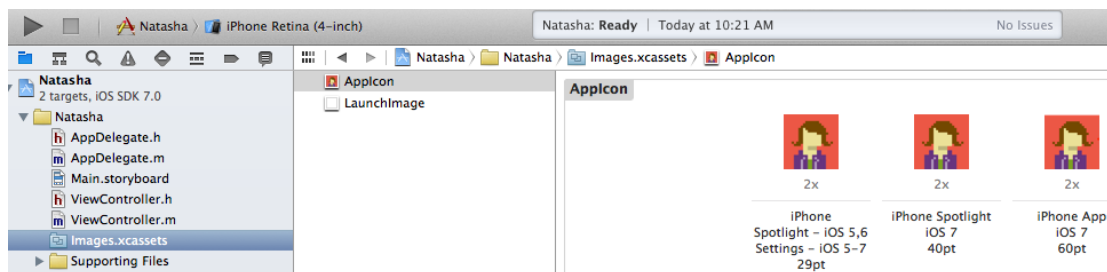 Natasha iPhone Retina (4-inch)
Natasha: Ready Today at 10:21 AM No Issues
Natasha Natasha Images.xcassets AppIcon
Natasha
2 targets, iOS SDK 7.0
Natasha
h AppDelegate.h
m AppDelegate.m
Main.storyboard
h ViewController.h
m ViewController.m
Images.xcassets
Supporting Files
AppIcon
LaunchImage
AppIcon
2x
iPhone
Spotlight – iOS 5,6
Settings – iOS 5–7
29pt
2x
iPhone Spotlight
iOS 7
40pt
2x
iPhone App
iOS 7
60pt